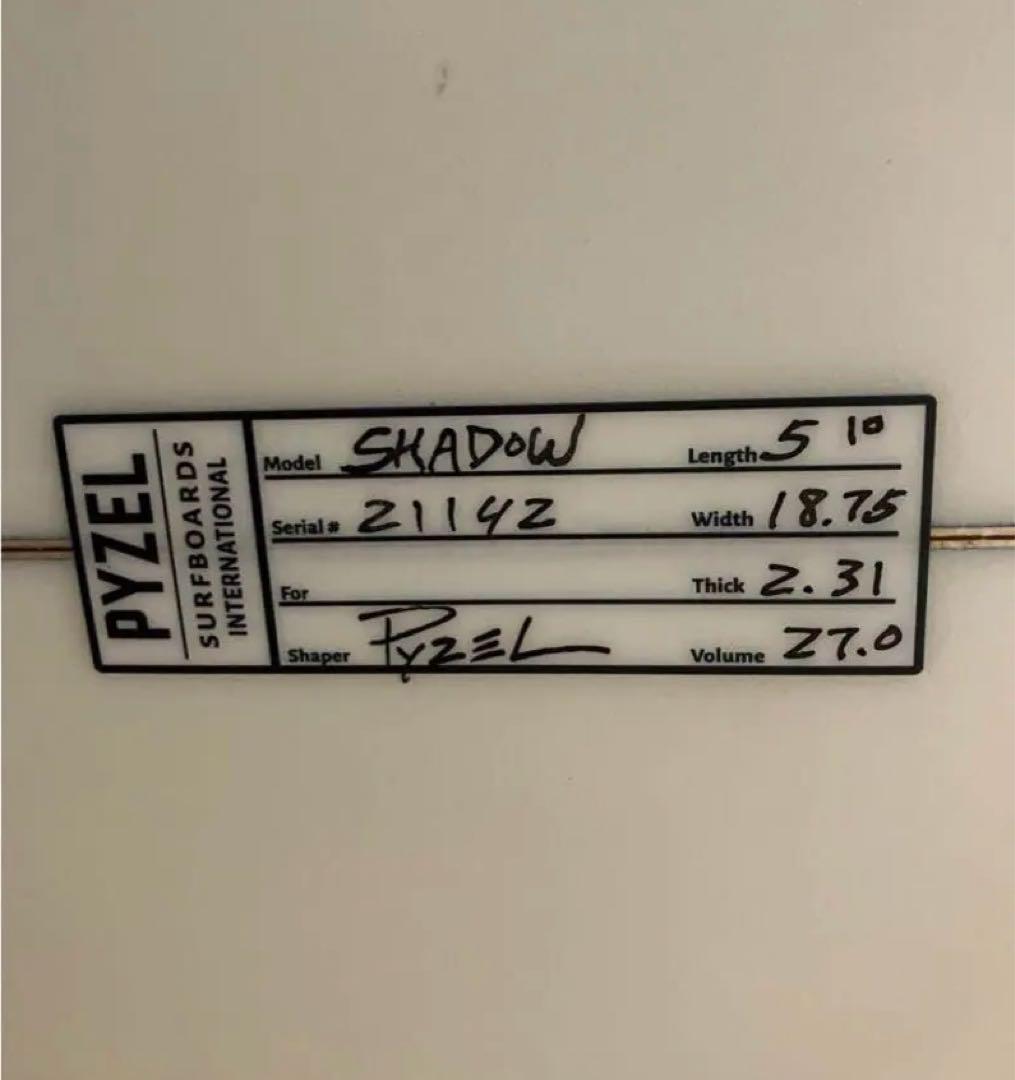 PYZEL
SURFBOARDS
INTERNATIONAL
Model SHADOW Length 5 10
Serial # 21142 Width 18.75
For Thick 2.31
Shaper PYZEL Volume 27.0